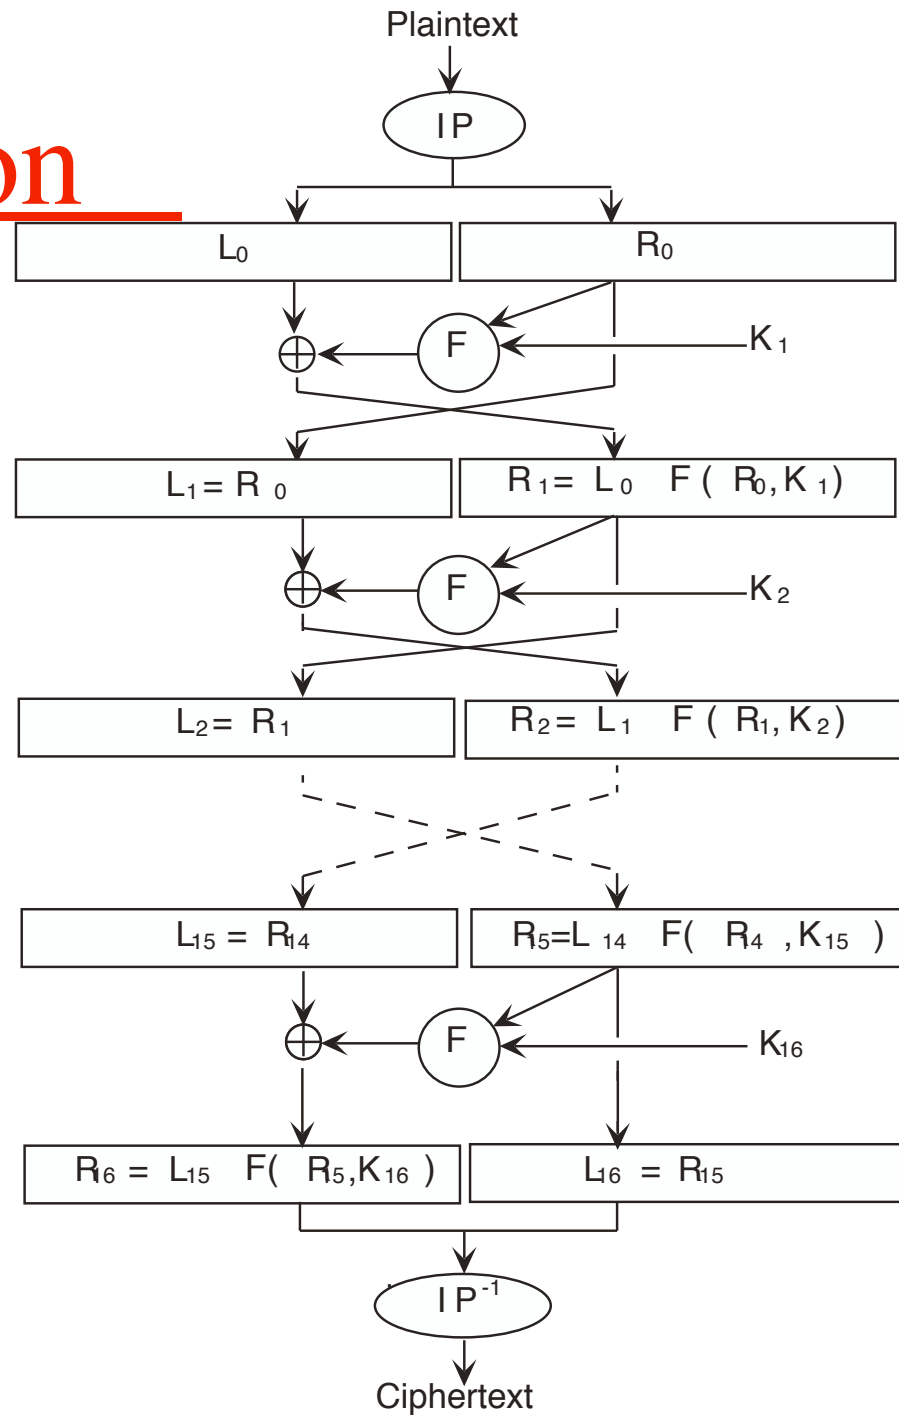 Plaintext
IP
on
L₀
R₀
⊕
F
K₁
L₁ = R₀
R₁ = L₀ F ( R₀, K₁ )
⊕
F
K₂
L₂ = R₁
R₂ = L₁ F ( R₁, K₂ )
L₁₅ = R₁₄
R₁₅=L₁₄ F( R₁₄ , K₁₅ )
⊕
F
K₁₆
R₁₆ = L₁₅ F( R₁₅, K₁₆ )
L₁₆ = R₁₅
IP⁻¹
Ciphertext